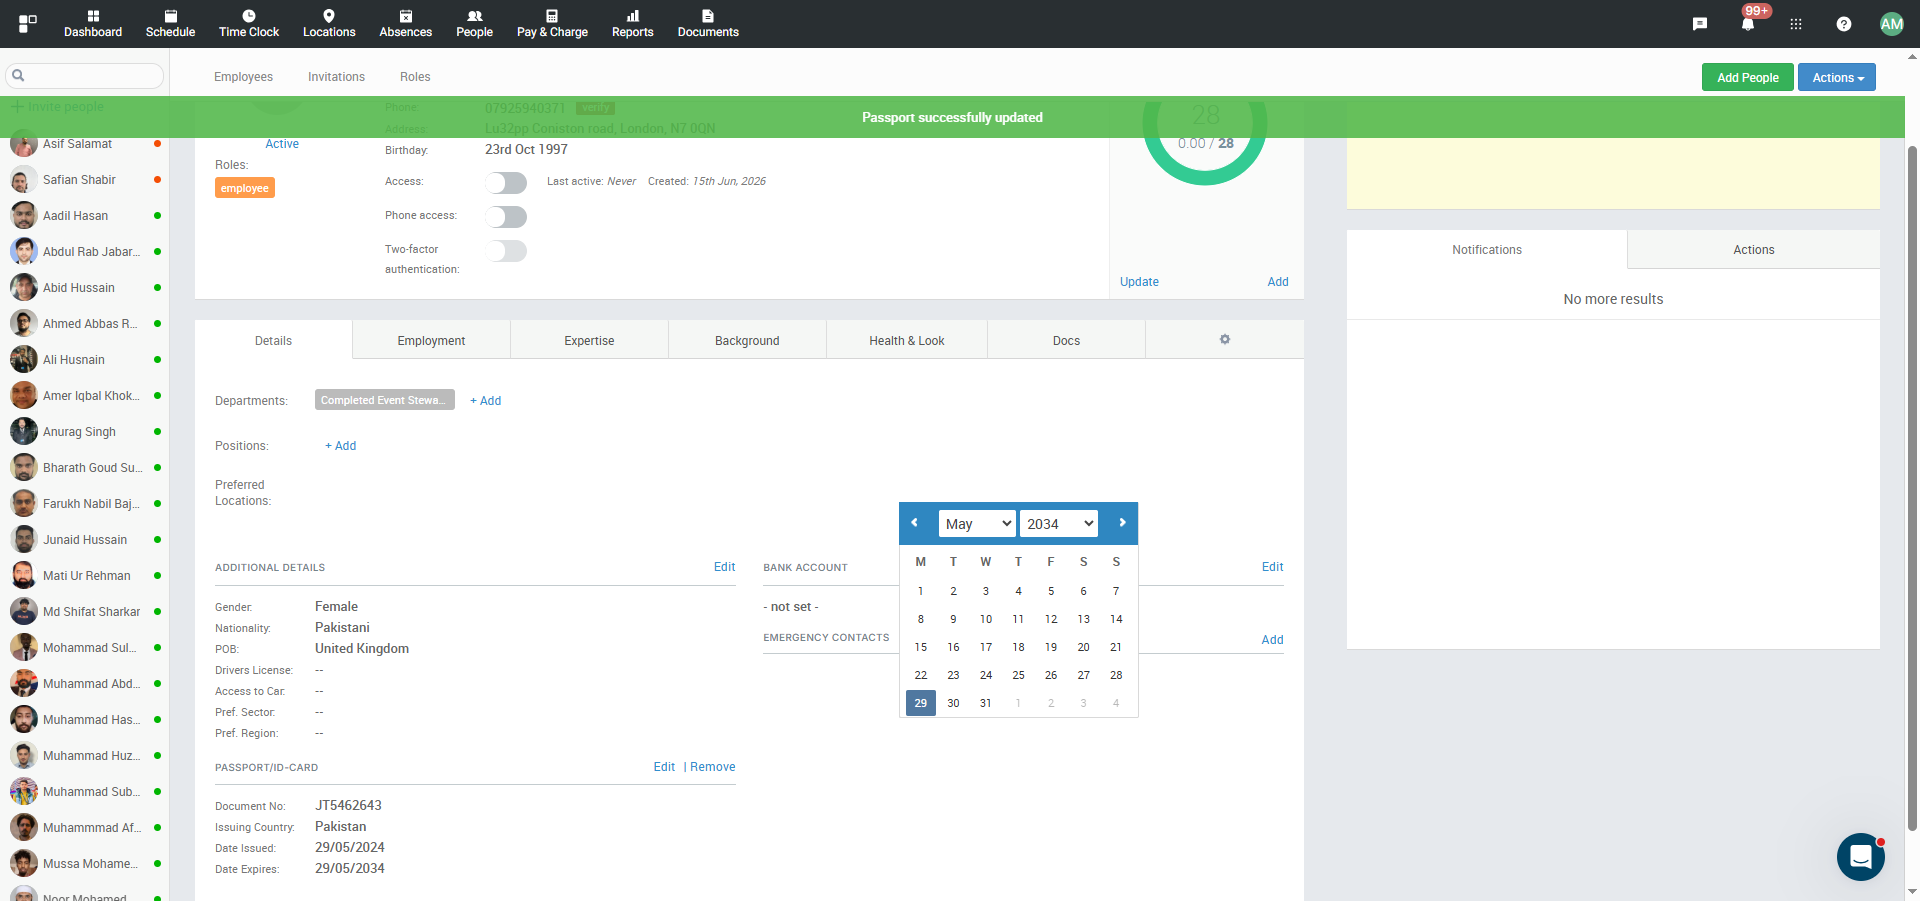 Dashboard
Schedule
Time Clock
Locations
Absences
People
Pay & Charge
Reports
Documents
99+
AM
Employees
Invitations
Roles
Add People
Actions
Invite people
Phone:
07925940371
verify
Passport successfully updated
Address:
Lu32pp Coniston road, London, N7 0QN
Active
Birthday:
23rd Oct 1997
Roles:
employee
Access:
Last active: Never
Created: 15th Jun, 2026
Phone access:
Two-factor
authentication:
28
0.00 / 28
Update
Add
Notifications
Actions
No more results
Asif Salamat
Safian Shabir
Aadil Hasan
Abdul Rab Jabar...
Abid Hussain
Ahmed Abbas R...
Ali Husnain
Amer Iqbal Khok...
Anurag Singh
Bharath Goud Su...
Farukh Nabil Baj...
Junaid Hussain
Mati Ur Rehman
Md Shifat Sharkar
Mohammad Sul...
Muhammad Abd...
Muhammad Has...
Muhammad Huz...
Muhammad Sub...
Muhammmad Af...
Mussa Mohame...
Noor Mohamed
Details
Employment
Expertise
Background
Health & Look
Docs
Departments:
Completed Event Stewa...
+ Add
Positions:
+ Add
Preferred
Locations:
ADDITIONAL DETAILS
Edit
Gender:
Female
Nationality:
Pakistani
POB:
United Kingdom
Drivers License:
--
Access to Car:
--
Pref. Sector:
--
Pref. Region:
--
PASSPORT/ID-CARD
Edit | Remove
Document No:
JT5462643
Issuing Country:
Pakistan
Date Issued:
29/05/2024
Date Expires:
29/05/2034
BANK ACCOUNT
Edit
- not set -
EMERGENCY CONTACTS
Add
May
2034
M T W T F S S
1 2 3 4 5 6 7
8 9 10 11 12 13 14
15 16 17 18 19 20 21
22 23 24 25 26 27 28
29 30 31 1 2 3 4